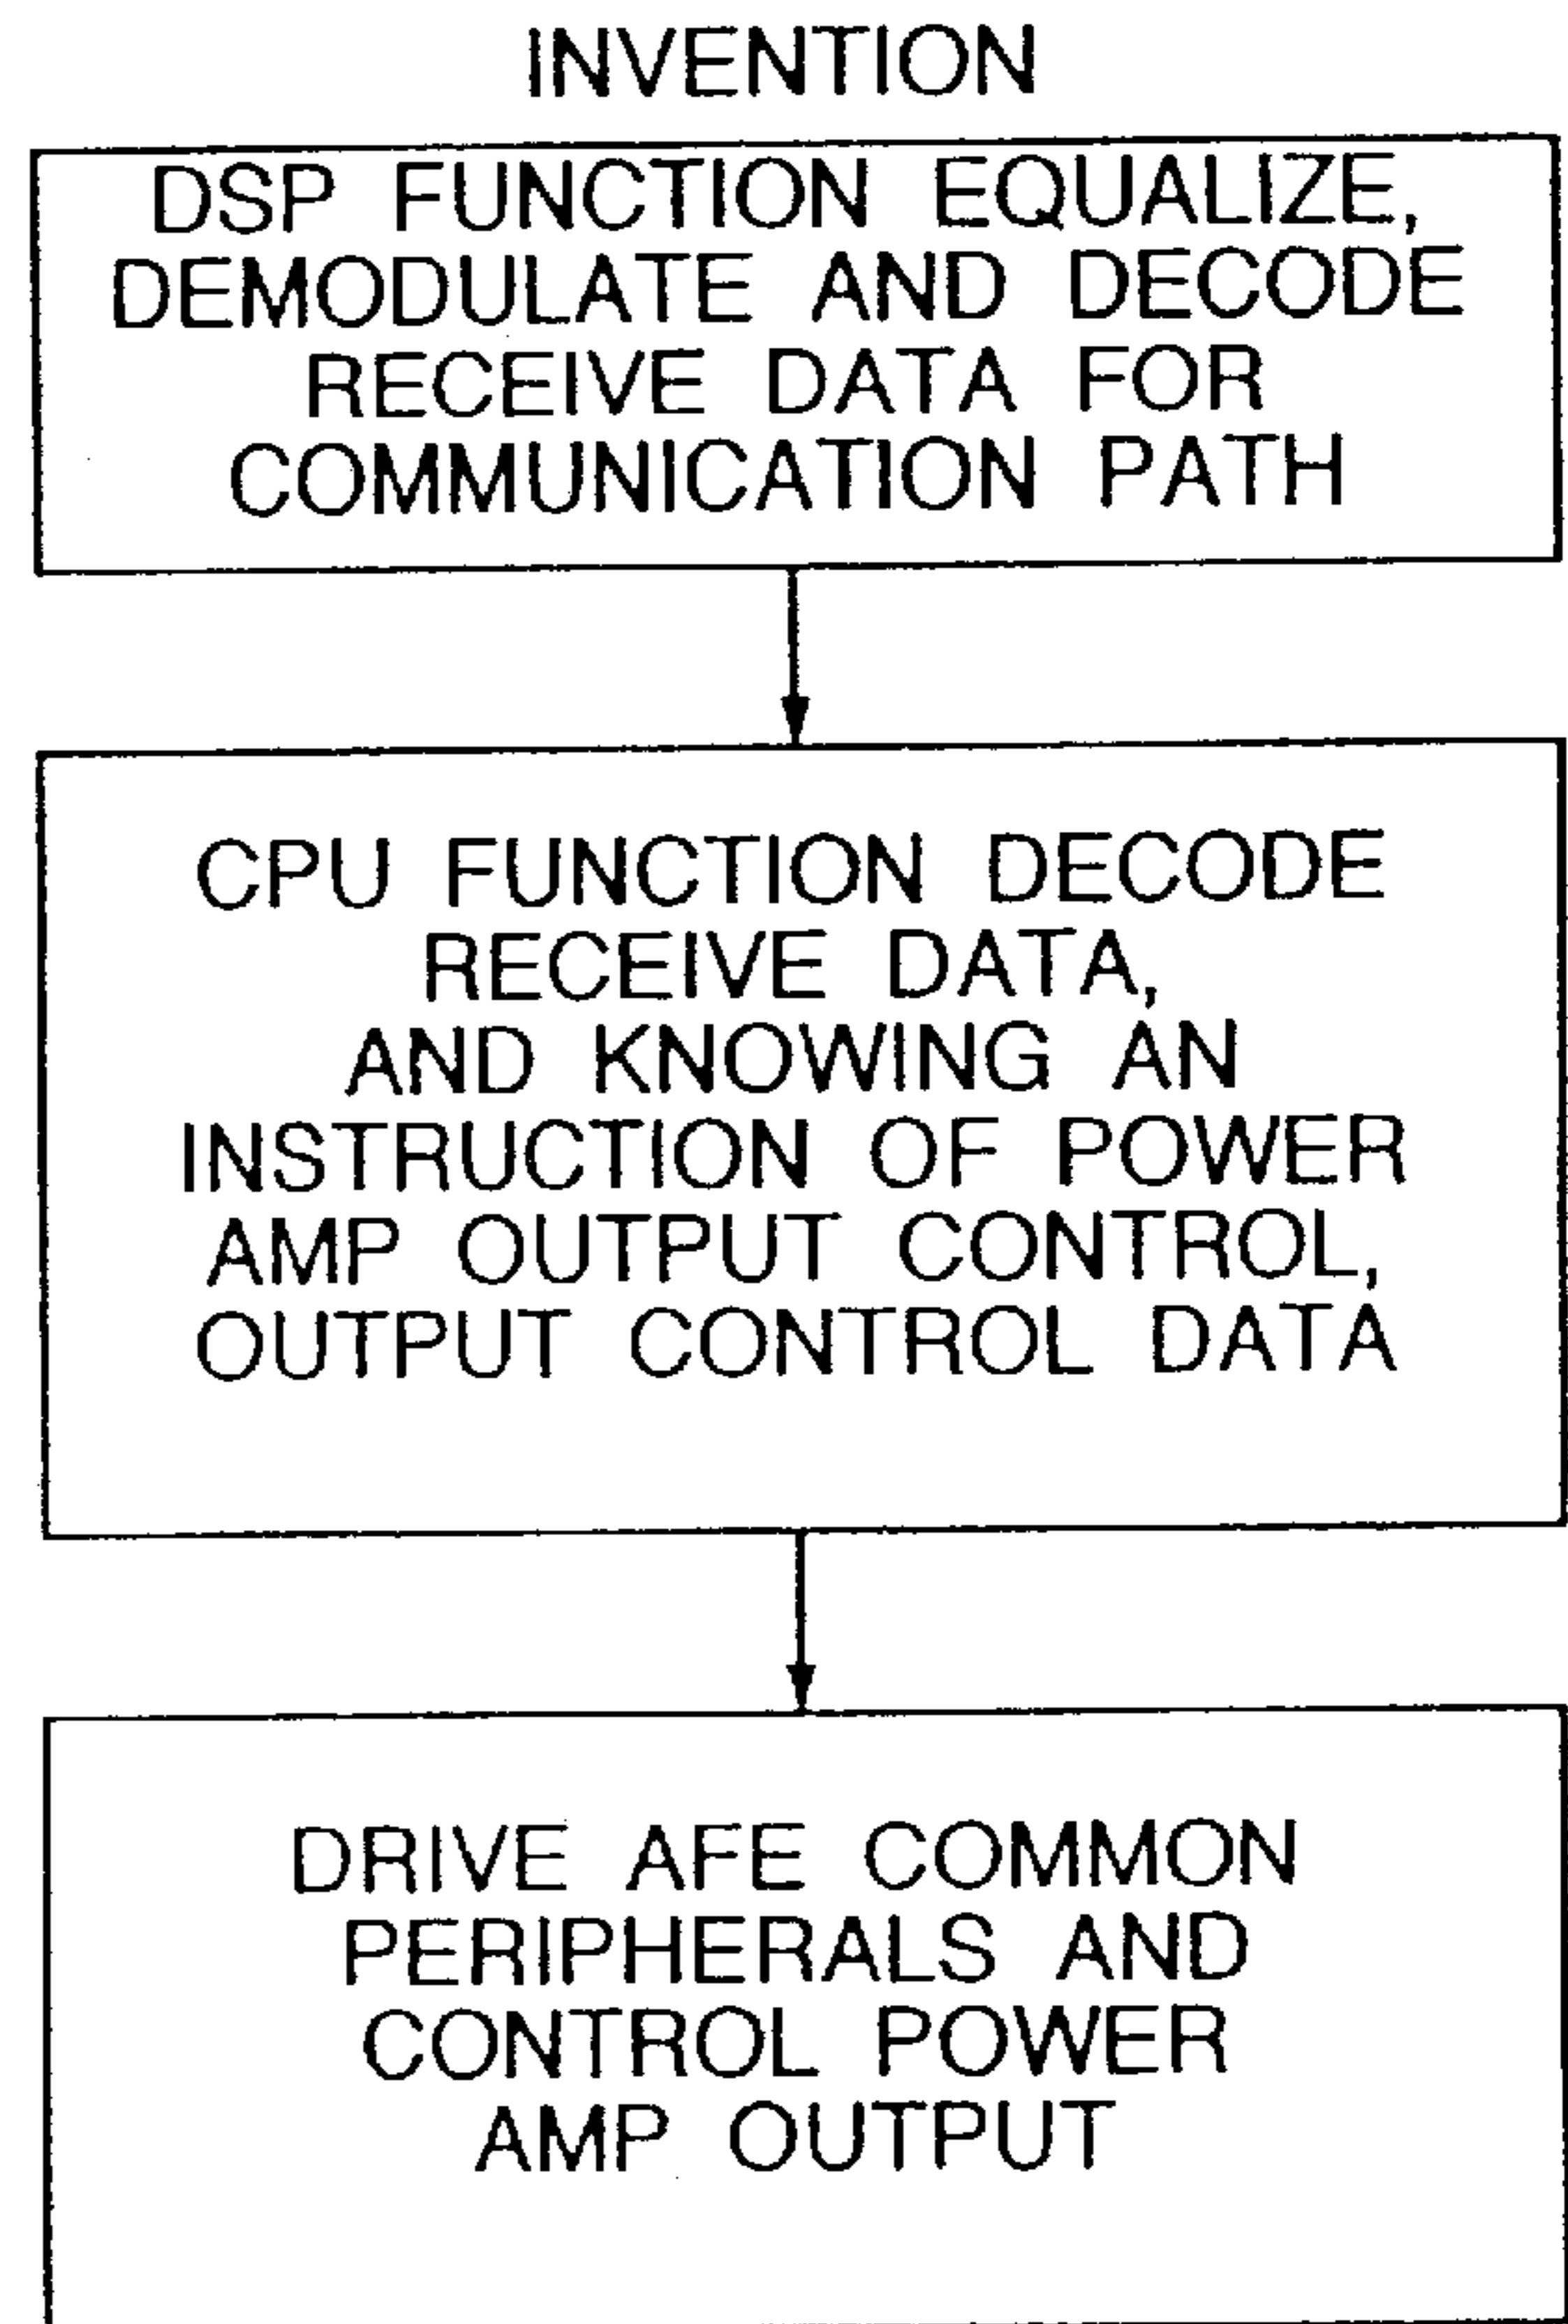 INVENTION
DSP FUNCTION EQUALIZE,
DEMODULATE AND DECODE
RECEIVE DATA FOR
COMMUNICATION PATH
CPU FUNCTION DECODE
RECEIVE DATA,
AND KNOWING AN
INSTRUCTION OF POWER
AMP OUTPUT CONTROL,
OUTPUT CONTROL DATA
DRIVE AFE COMMON
PERIPHERALS AND
CONTROL POWER
AMP OUTPUT